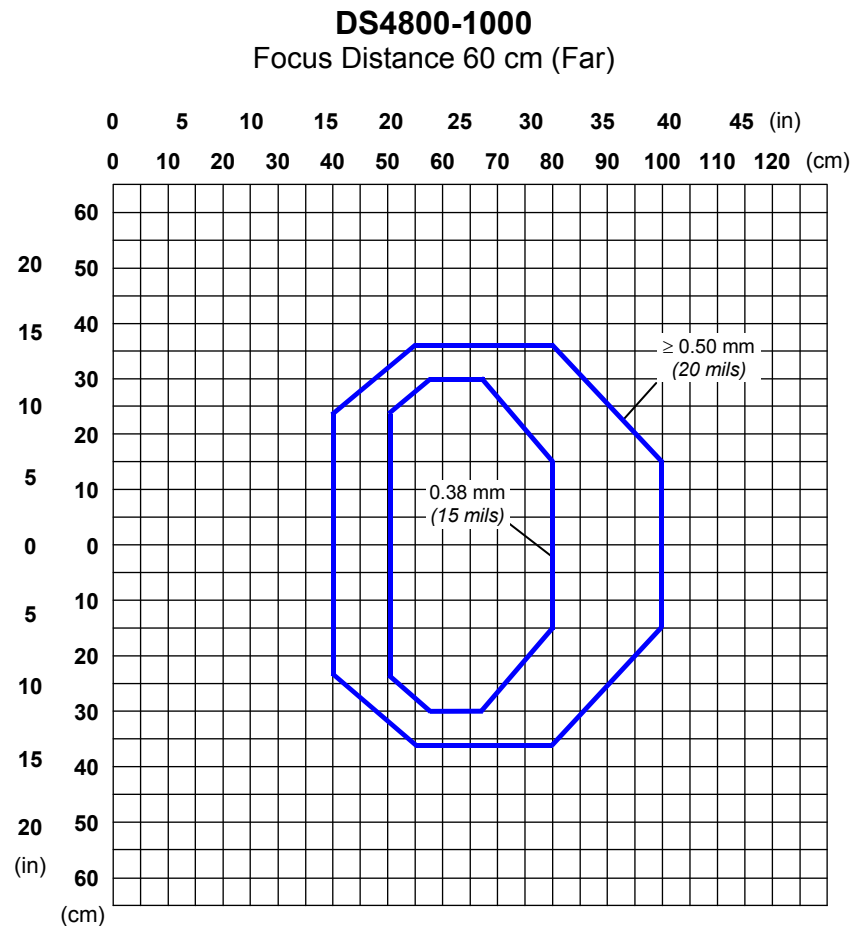 DS4800-1000
Focus Distance 60 cm (Far)
0 5 10 15 20 25 30 35 40 45 (in)
0 10 20 30 40 50 60 70 80 90 100 110 120 (cm)
60
20 50
15 40
≥ 0.50 mm
(20 mils)
30
10
20
5
10
0.38 mm
(15 mils)
0 0
5 10
20
10
30
15
40
20 50
(in)
60
(cm)